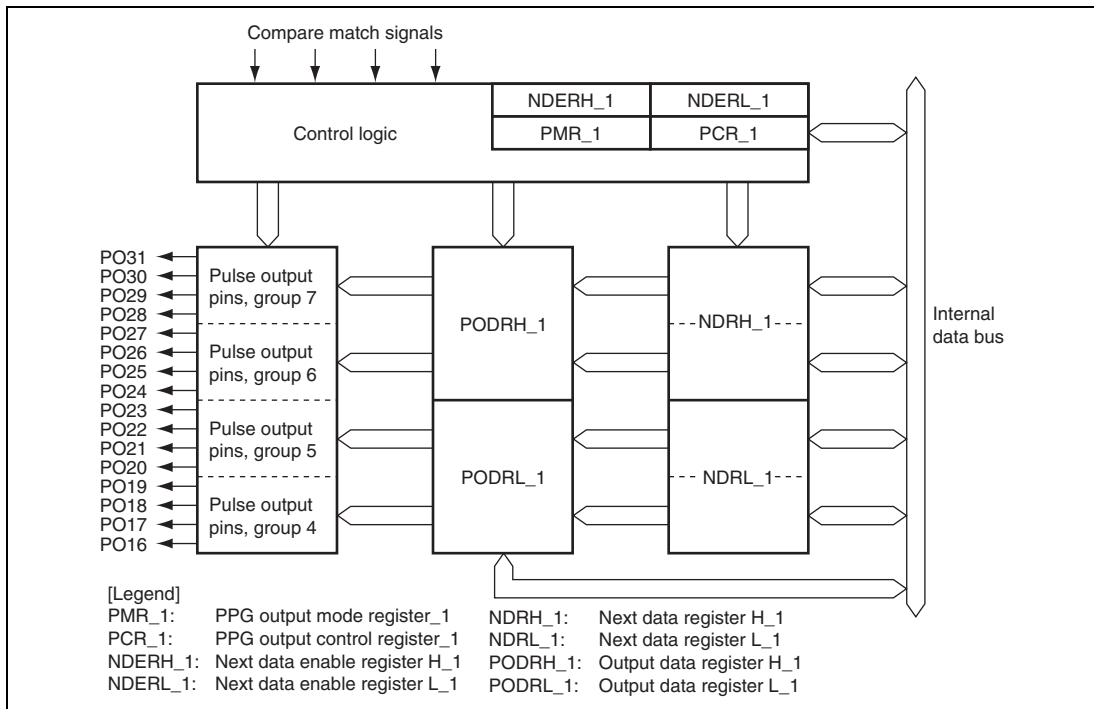 Compare match signals
Control logic
NDERH_1
NDERL_1
PMR_1
PCR_1
PO31
PO30
PO29
PO28
PO27
PO26
PO25
PO24
PO23
PO22
PO21
PO20
PO19
PO18
PO17
PO16
Pulse output
pins, group 7
Pulse output
pins, group 6
Pulse output
pins, group 5
Pulse output
pins, group 4
PODRH_1
PODRL_1
NDRH_1
NDRL_1
Internal
data bus
[Legend]
PMR_1: PPG output mode register_1
PCR_1: PPG output control register_1
NDERH_1: Next data enable register H_1
NDERL_1: Next data enable register L_1
NDRH_1: Next data register H_1
NDRL_1: Next data register L_1
PODRH_1: Output data register H_1
PODRL_1: Output data register L_1